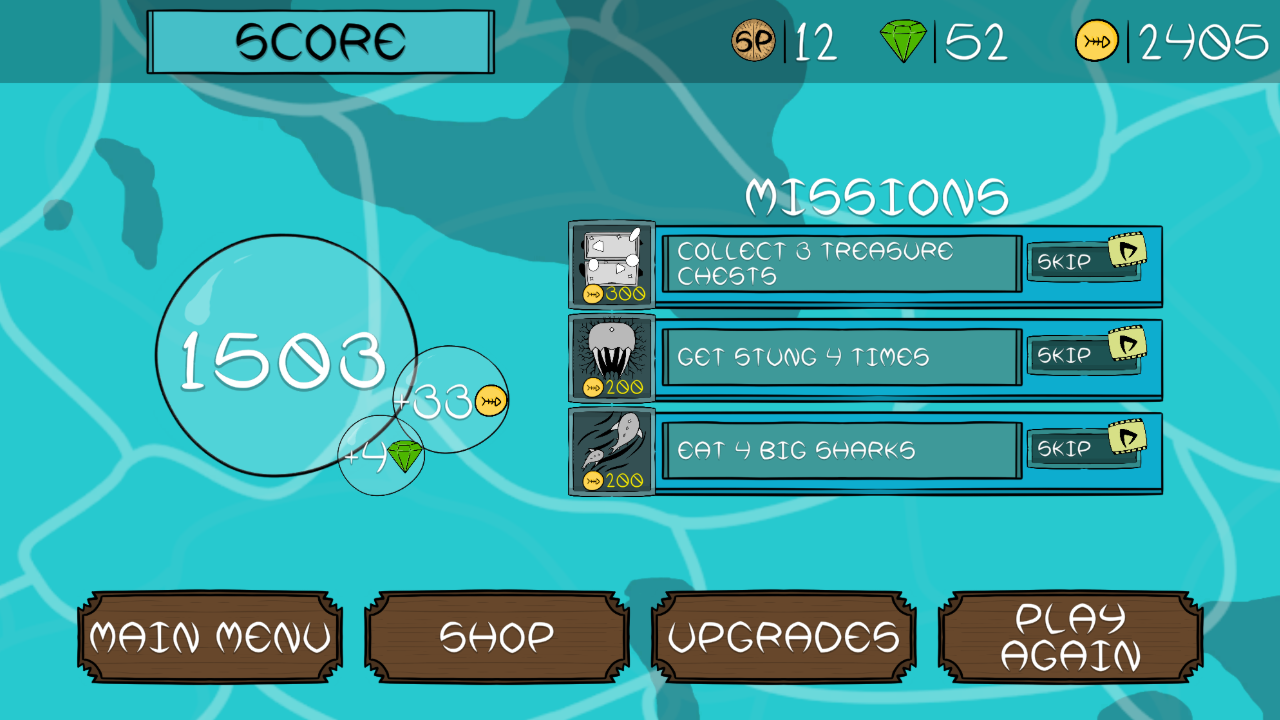 SCORE
SP 12 52 2405
MISSIONS
COLLECT 3 TREASURE
CHESTS
SKIP
300
GET STUNG 4 TIMES
SKIP
200
EAT 4 BIG SHARKS
SKIP
200
1503
+33
+4
MAIN MENU
SHOP
UPGRADES
PLAY
AGAIN